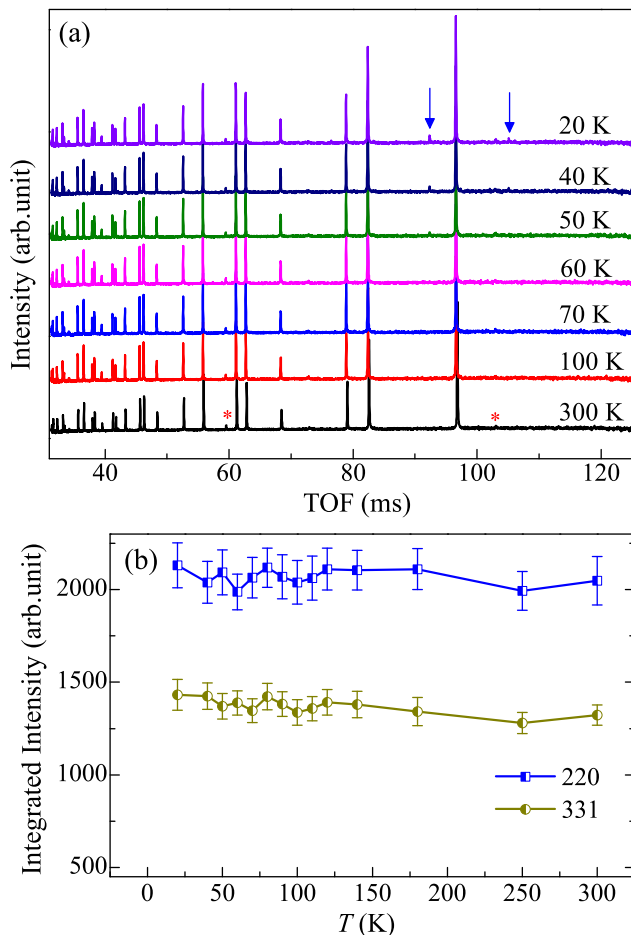 (a)
20 K
40 K
50 K
60 K
70 K
100 K
300 K
* *
Intensity (arb.unit)
40 60 80 100 120
TOF (ms)
(b)
2000
1500
1000
500
Integrated Intensity (arb.unit)
220
331
0 50 100 150 200 250 300
T (K)